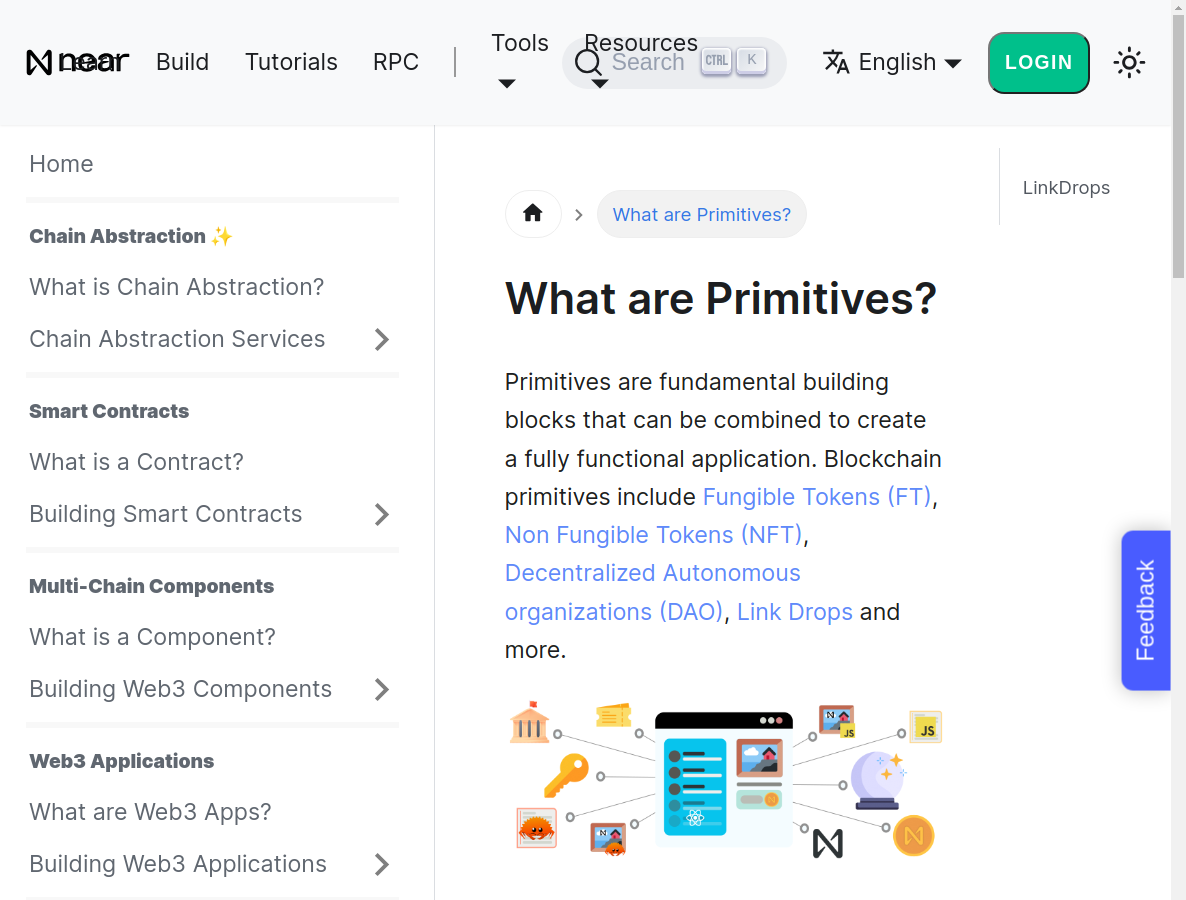 near
Learn
Build
Tutorials
RPC
Tools
Resources
Search
CTRL
K
English
LOGIN
Home
Chain Abstraction ✨
What is Chain Abstraction?
Chain Abstraction Services
Smart Contracts
What is a Contract?
Building Smart Contracts
Multi-Chain Components
What is a Component?
Building Web3 Components
Web3 Applications
What are Web3 Apps?
Building Web3 Applications
What are Primitives?
LinkDrops
What are Primitives?
Primitives are fundamental building
blocks that can be combined to create
a fully functional application. Blockchain
primitives include Fungible Tokens (FT),
Non Fungible Tokens (NFT),
Decentralized Autonomous
organizations (DAO), Link Drops and
more.
JS
JS
Feedback